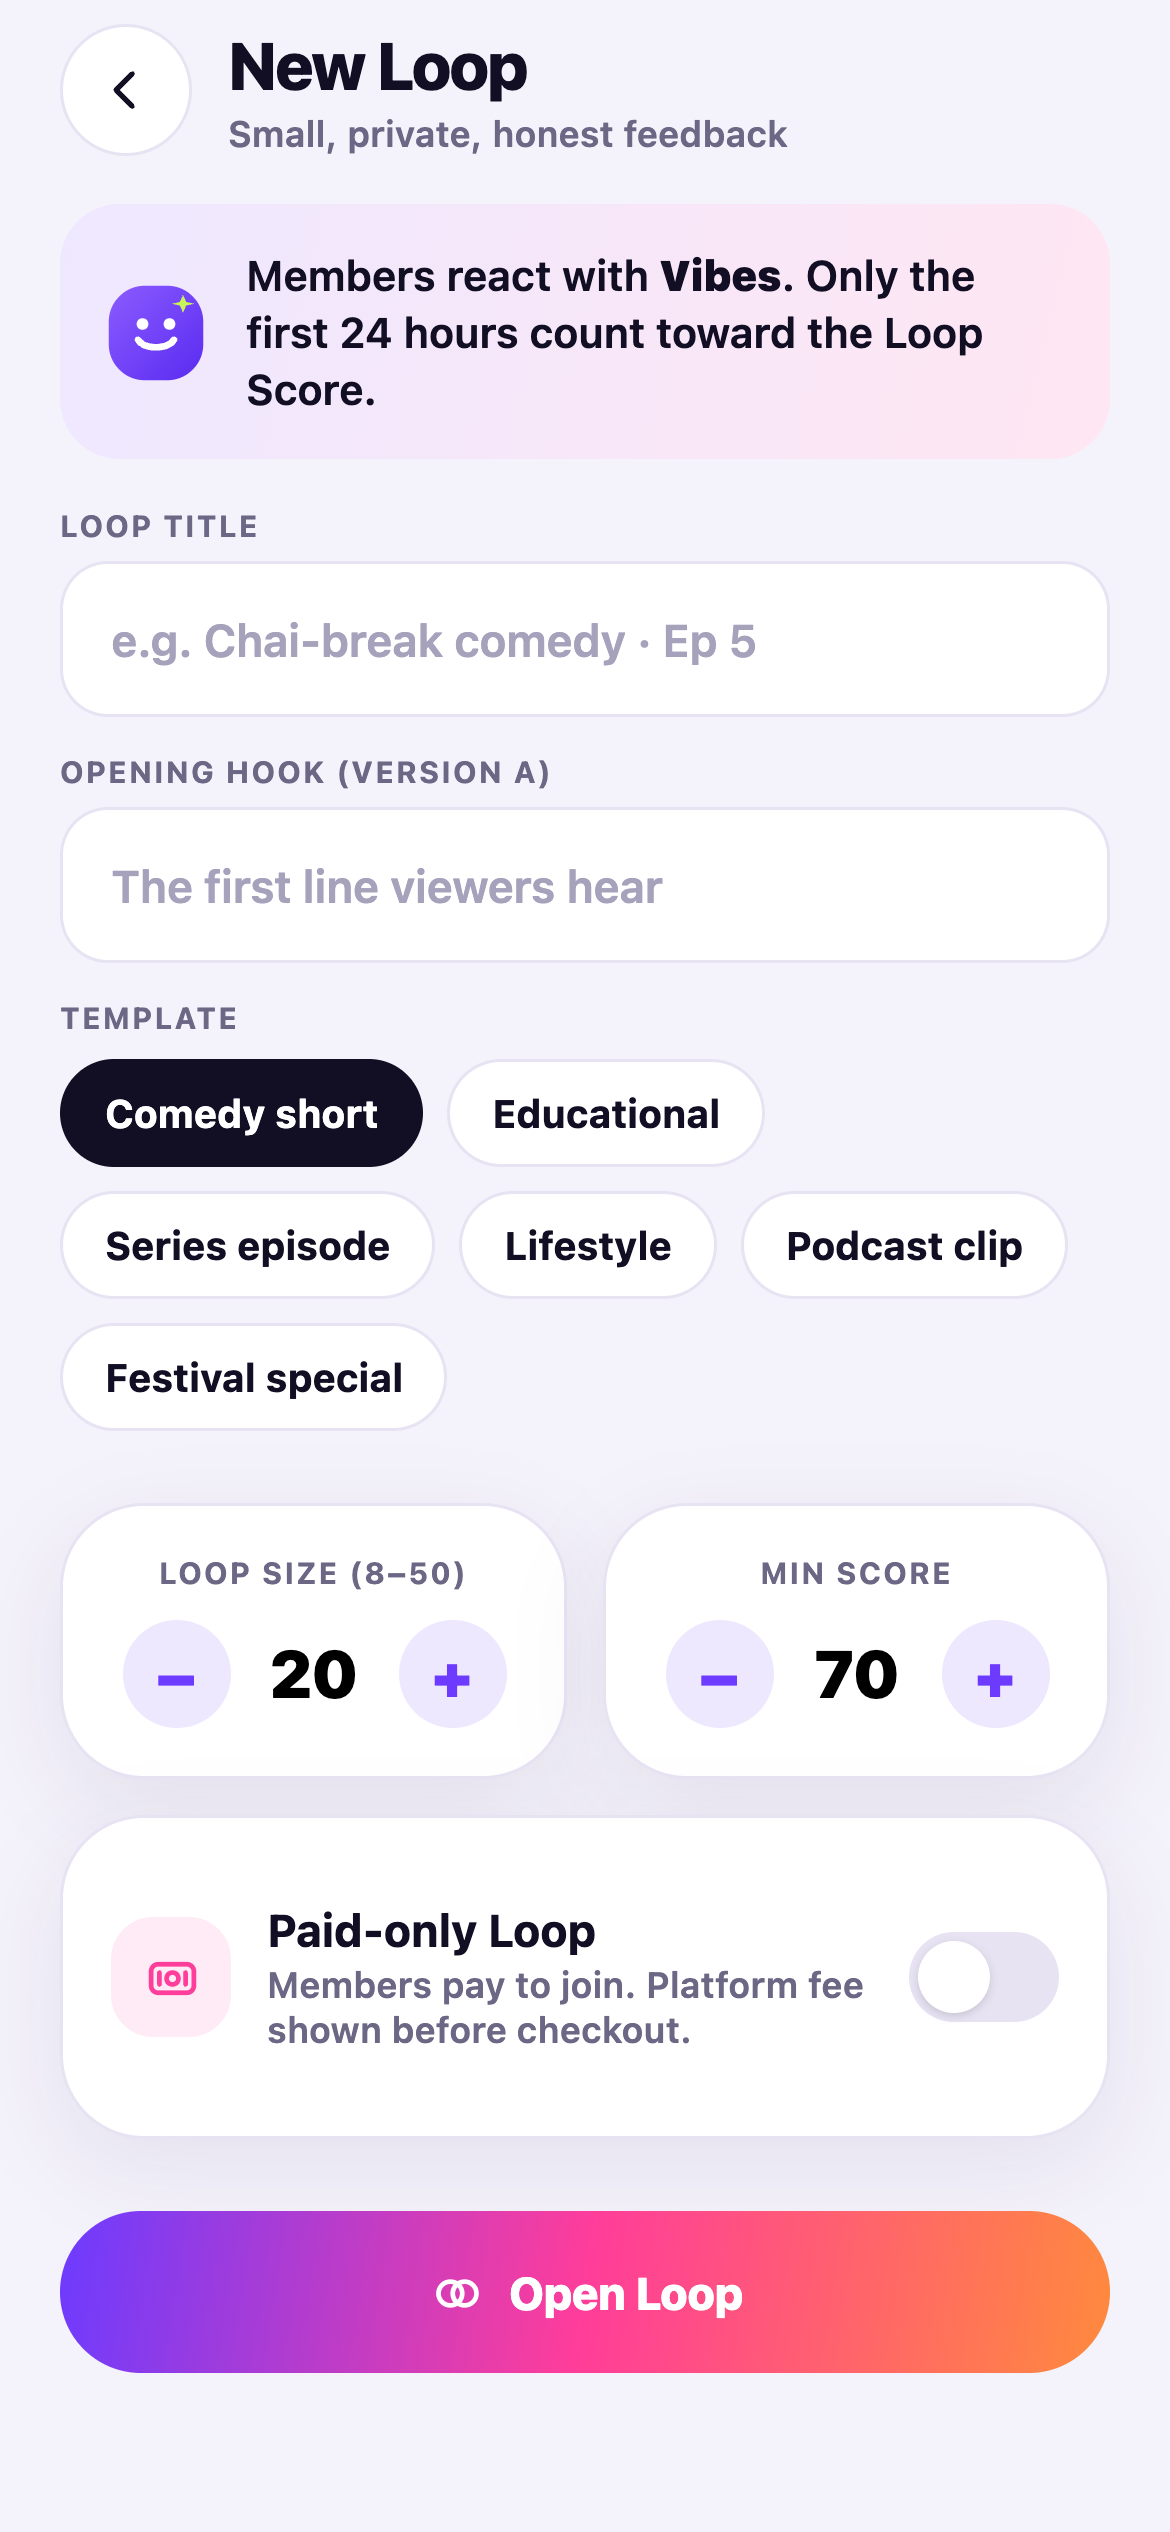 New Loop
Small, private, honest feedback
Members react with Vibes. Only the
first 24 hours count toward the Loop
Score.
LOOP TITLE
e.g. Chai-break comedy · Ep 5
OPENING HOOK (VERSION A)
The first line viewers hear
TEMPLATE
Comedy short
Educational
Series episode
Lifestyle
Podcast clip
Festival special
LOOP SIZE (8–50)
– 20 +
MIN SCORE
– 70 +
Paid-only Loop
Members pay to join. Platform fee
shown before checkout.
Open Loop